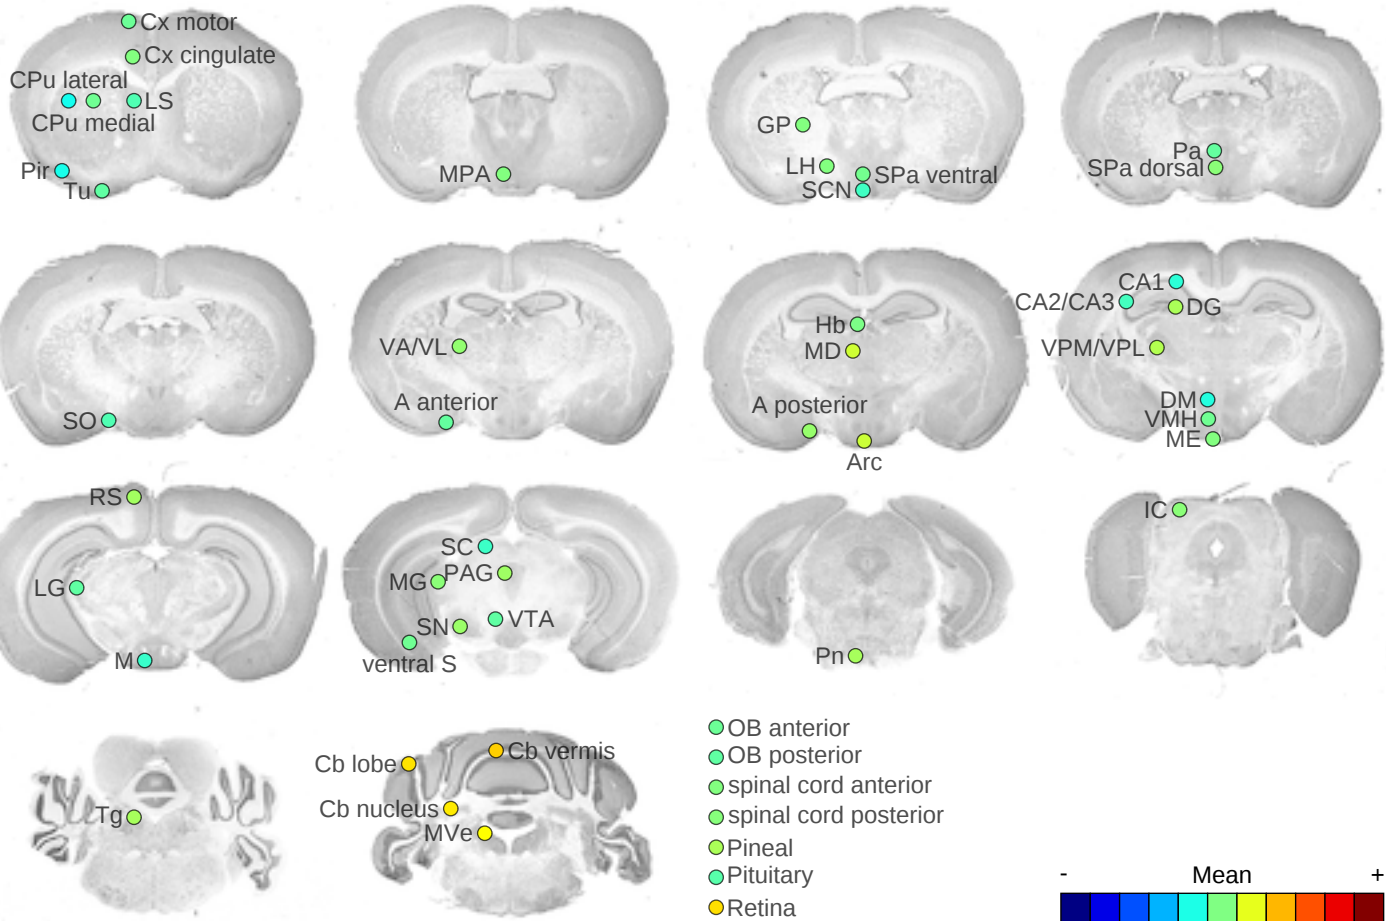 Cx motor
Cx cingulate
CPu lateral
LS
CPu medial
Pir
Tu
MPA
GP
LH
SPa ventral
SCN
Pa
SPa dorsal
SO
VA/VL
A anterior
Hb
MD
A posterior
Arc
CA1
CA2/CA3
DG
VPM/VPL
DM
VMH
ME
RS
LG
M
SC
MG
PAG
SN
VTA
ventral S
Pn
IC
Tg
Cb lobe
Cb vermis
Cb nucleus
MVe
OB anterior
OB posterior
spinal cord anterior
spinal cord posterior
Pineal
Pituitary
Retina
- Mean +